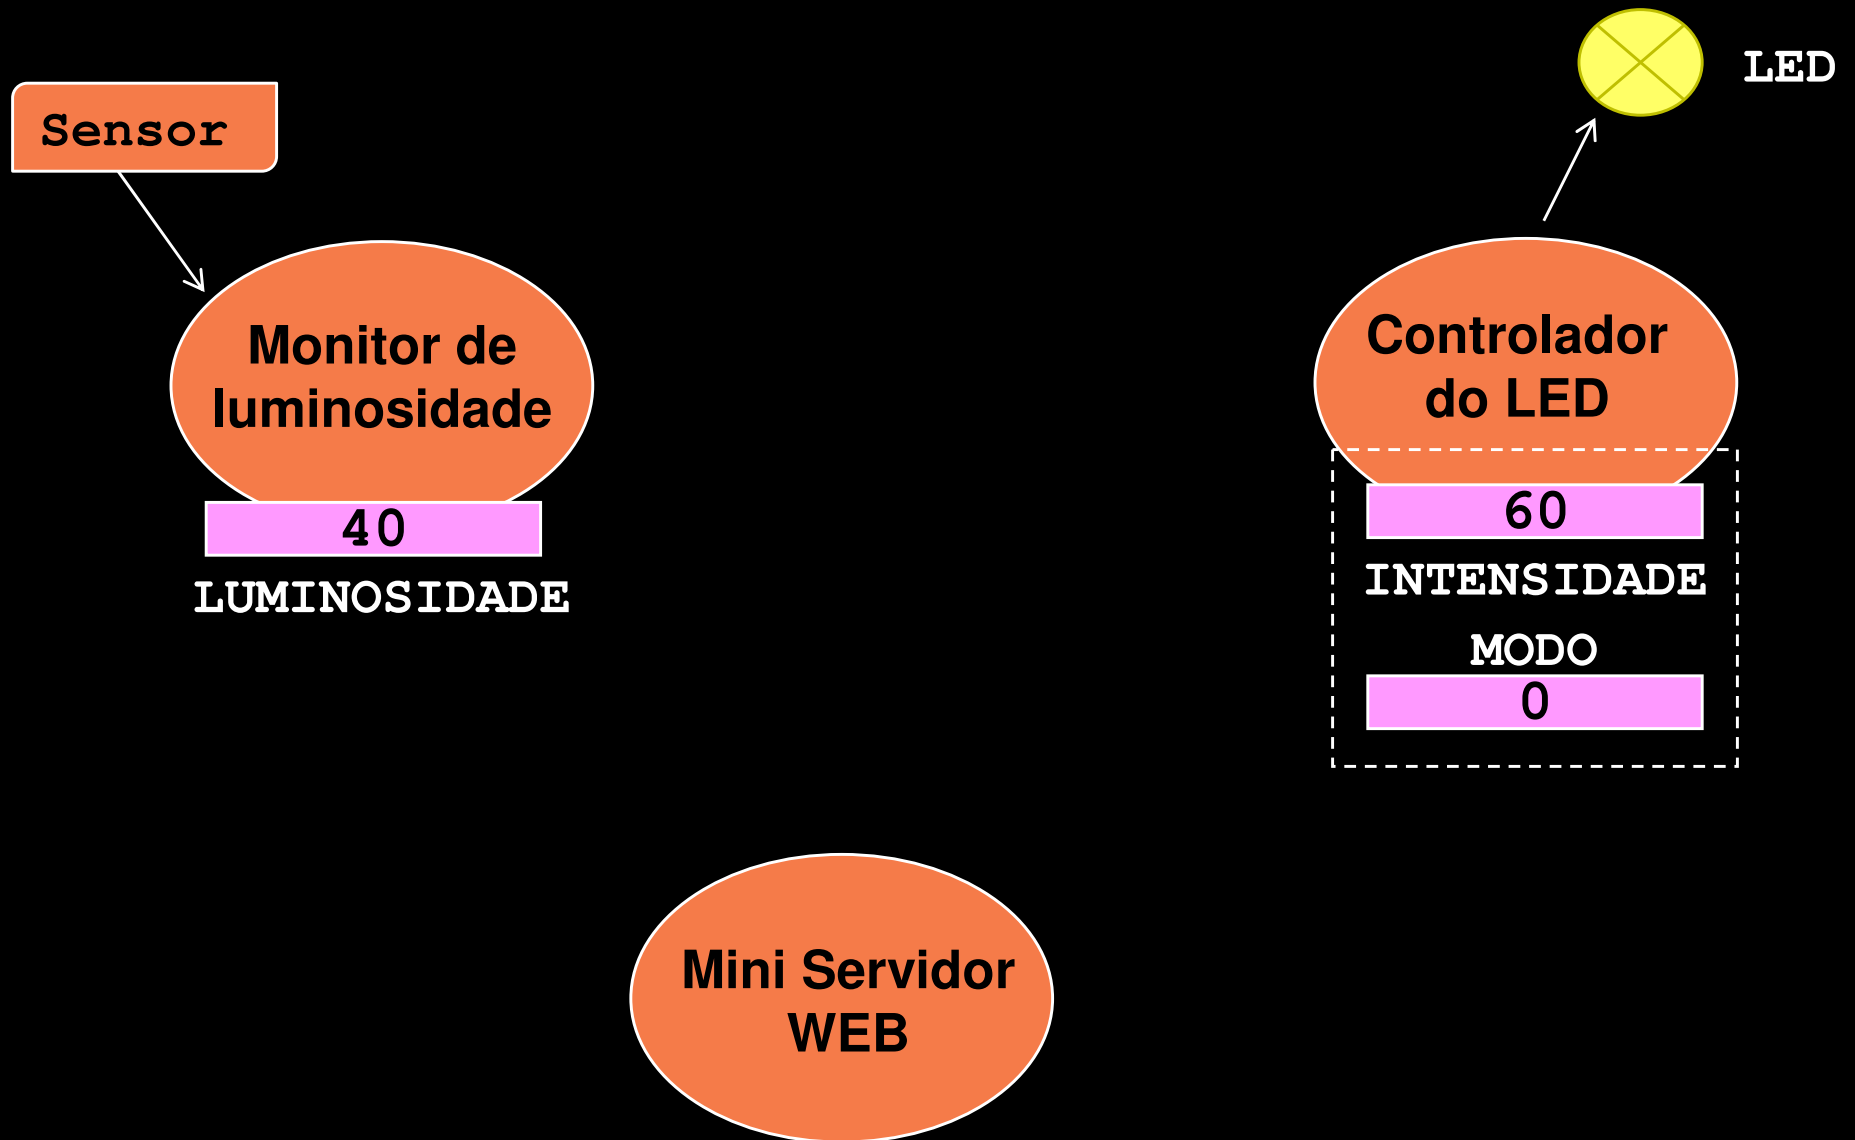 LED
Sensor
Monitor de
luminosidade
40
LUMINOSIDADE
Controlador
do LED
60
INTENSIDADE
MODO
0
Mini Servidor
WEB